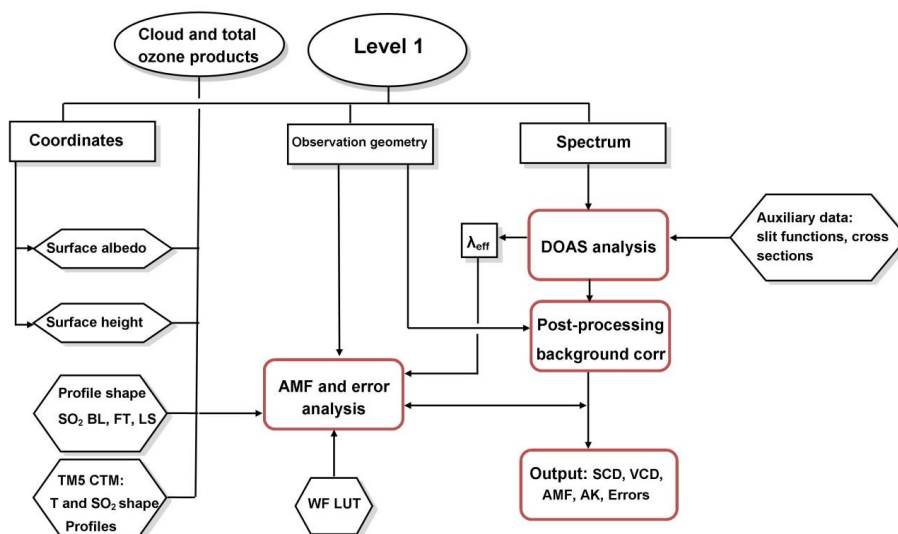 Cloud and total
ozone products
Level 1
Coordinates
Observation geometry
Spectrum
Surface albedo
λeff
DOAS analysis
Auxiliary data:
slit functions, cross
sections
Surface height
Post-processing
background corr
Profile shape
SO₂ BL, FT, LS
AMF and error
analysis
TM5 CTM:
T and SO₂ shape
Profiles
WF LUT
Output: SCD, VCD,
AMF, AK, Errors